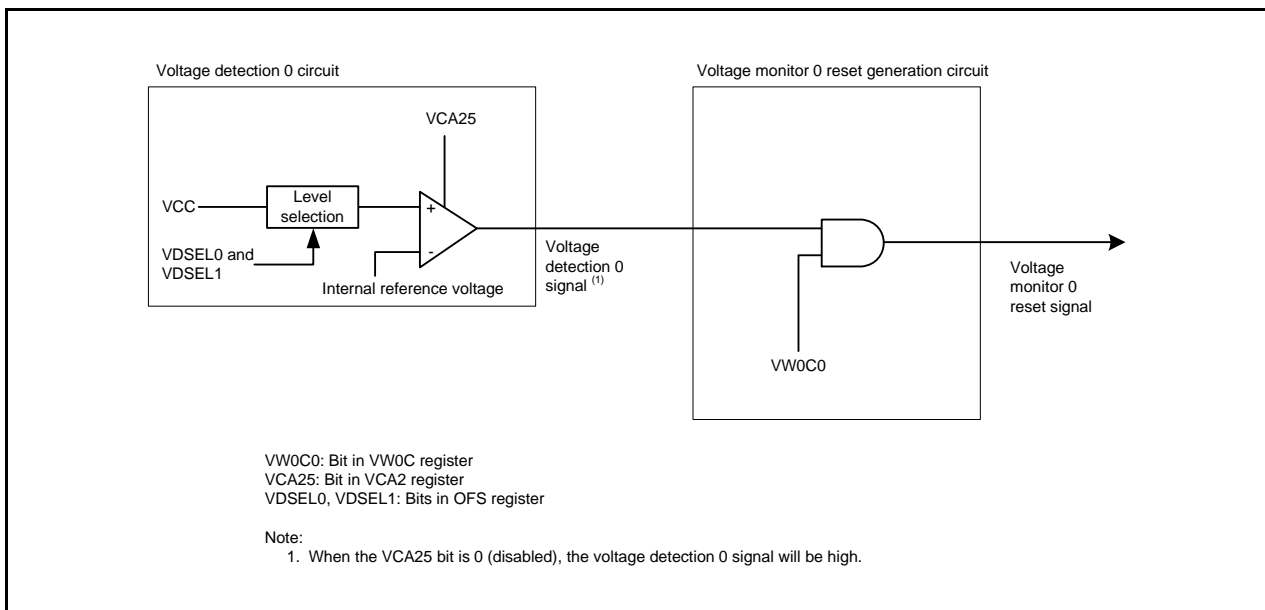 Voltage detection 0 circuit
Voltage monitor 0 reset generation circuit
VCA25
VCC
Level
selection
+
-
VDSEL0 and
VDSEL1
Internal reference voltage
Voltage
detection 0
signal (1)
VW0C0
Voltage
monitor 0
reset signal
VW0C0: Bit in VW0C register
VCA25: Bit in VCA2 register
VDSEL0, VDSEL1: Bits in OFS register
Note:
1. When the VCA25 bit is 0 (disabled), the voltage detection 0 signal will be high.